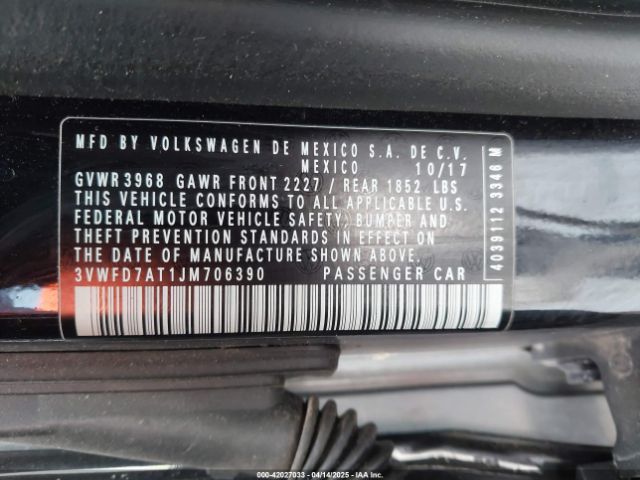 MFD BY VOLKSWAGEN DE MEXICO S.A. DE C.V.
MEXICO 10/17
GVWR 3968 GAWR FRONT 2227 / REAR 1852 LBS
THIS VEHICLE CONFORMS TO ALL APPLICABLE U.S.
FEDERAL MOTOR VEHICLE SAFETY, BUMPER AND
THEFT PREVENTION STANDARDS IN EFFECT ON
THE DATE OF MANUFACTURE SHOWN ABOVE.
3VWFD7AT1JM706390 PASSENGER CAR
4039112 3346 M
000-42027033 - 04/14/2025 - IAA Inc.